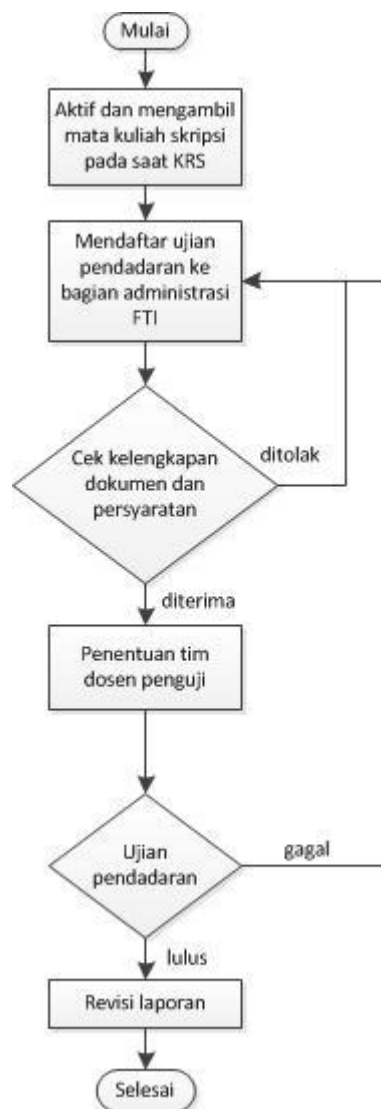 Mulai
Aktif dan mengambil
mata kuliah skripsi
pada saat KRS
Mendaftar ujian
pendadaran ke
bagian administrasi
FTI
Cek kelengkapan
dokumen dan
persyaratan
ditolak
diterima
Penentuan tim
dosen penguji
Ujian
pendadaran
gagal
lulus
Revisi laporan
Selesai